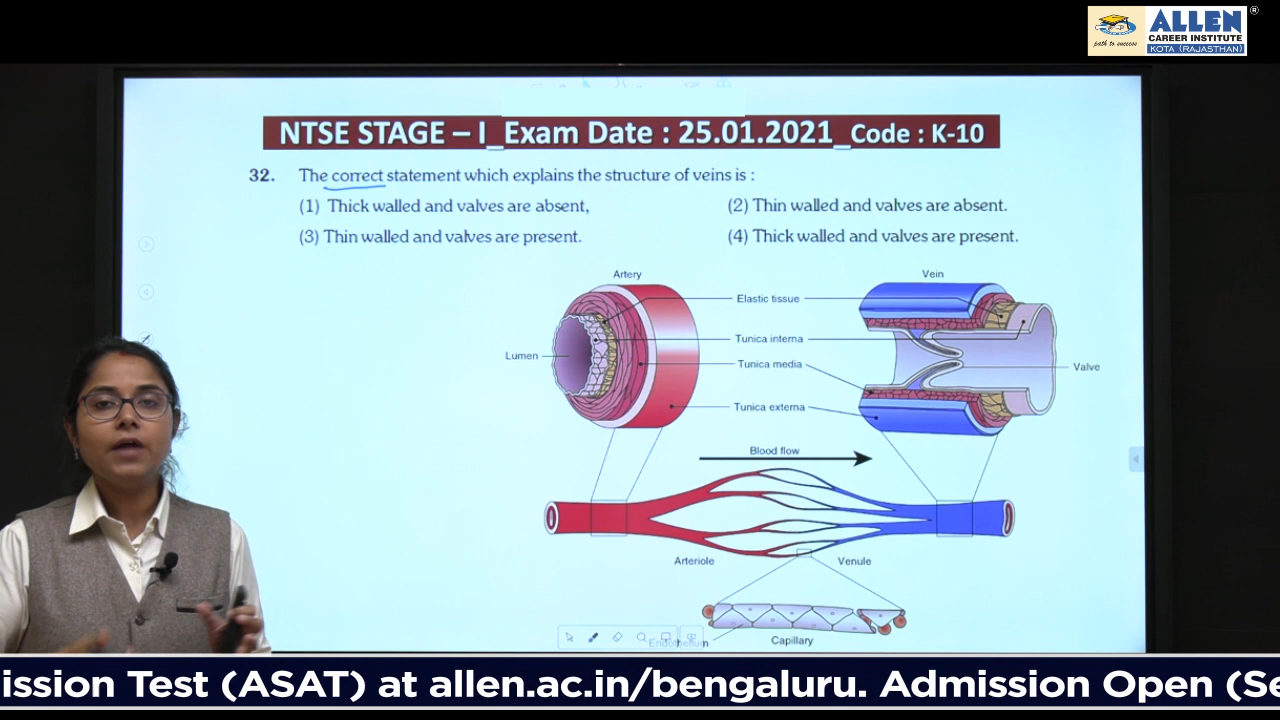 ALLEN
®
CAREER INSTITUTE
path to success
KOTA (RAJASTHAN)
NTSE STAGE – I_Exam Date : 25.01.2021_Code : K-10
32. The correct statement which explains the structure of veins is :
(1) Thick walled and valves are absent,
(2) Thin walled and valves are absent.
(3) Thin walled and valves are present.
(4) Thick walled and valves are present.
Artery
Vein
Elastic tissue
Tunica interna
Lumen
Tunica media
Valve
Tunica externa
Blood flow
Arteriole
Venule
Capillary
Endothelium
ission Test (ASAT) at allen.ac.in/bengaluru. Admission Open (Se